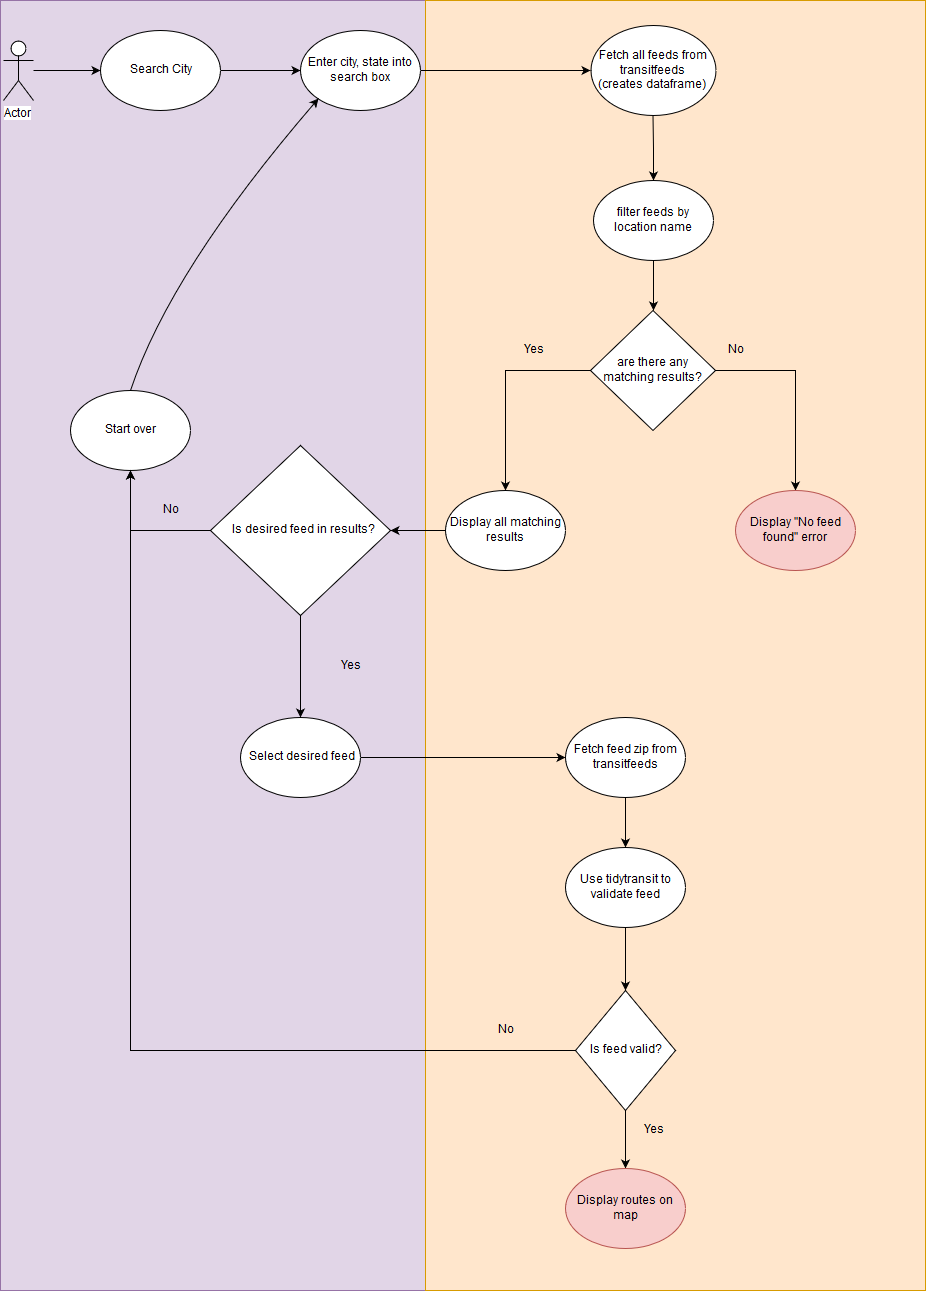 Actor
Search City
Enter city, state into
search box
Fetch all feeds from
transitfeeds
(creates dataframe)
filter feeds by
location name
are there any
matching results?
Yes
No
Display all matching
results
Display "No feed
found" error
Start over
Is desired feed in results?
No
Yes
Select desired feed
Fetch feed zip from
transitfeeds
Use tidytransit to
validate feed
Is feed valid?
No
Yes
Display routes on
map